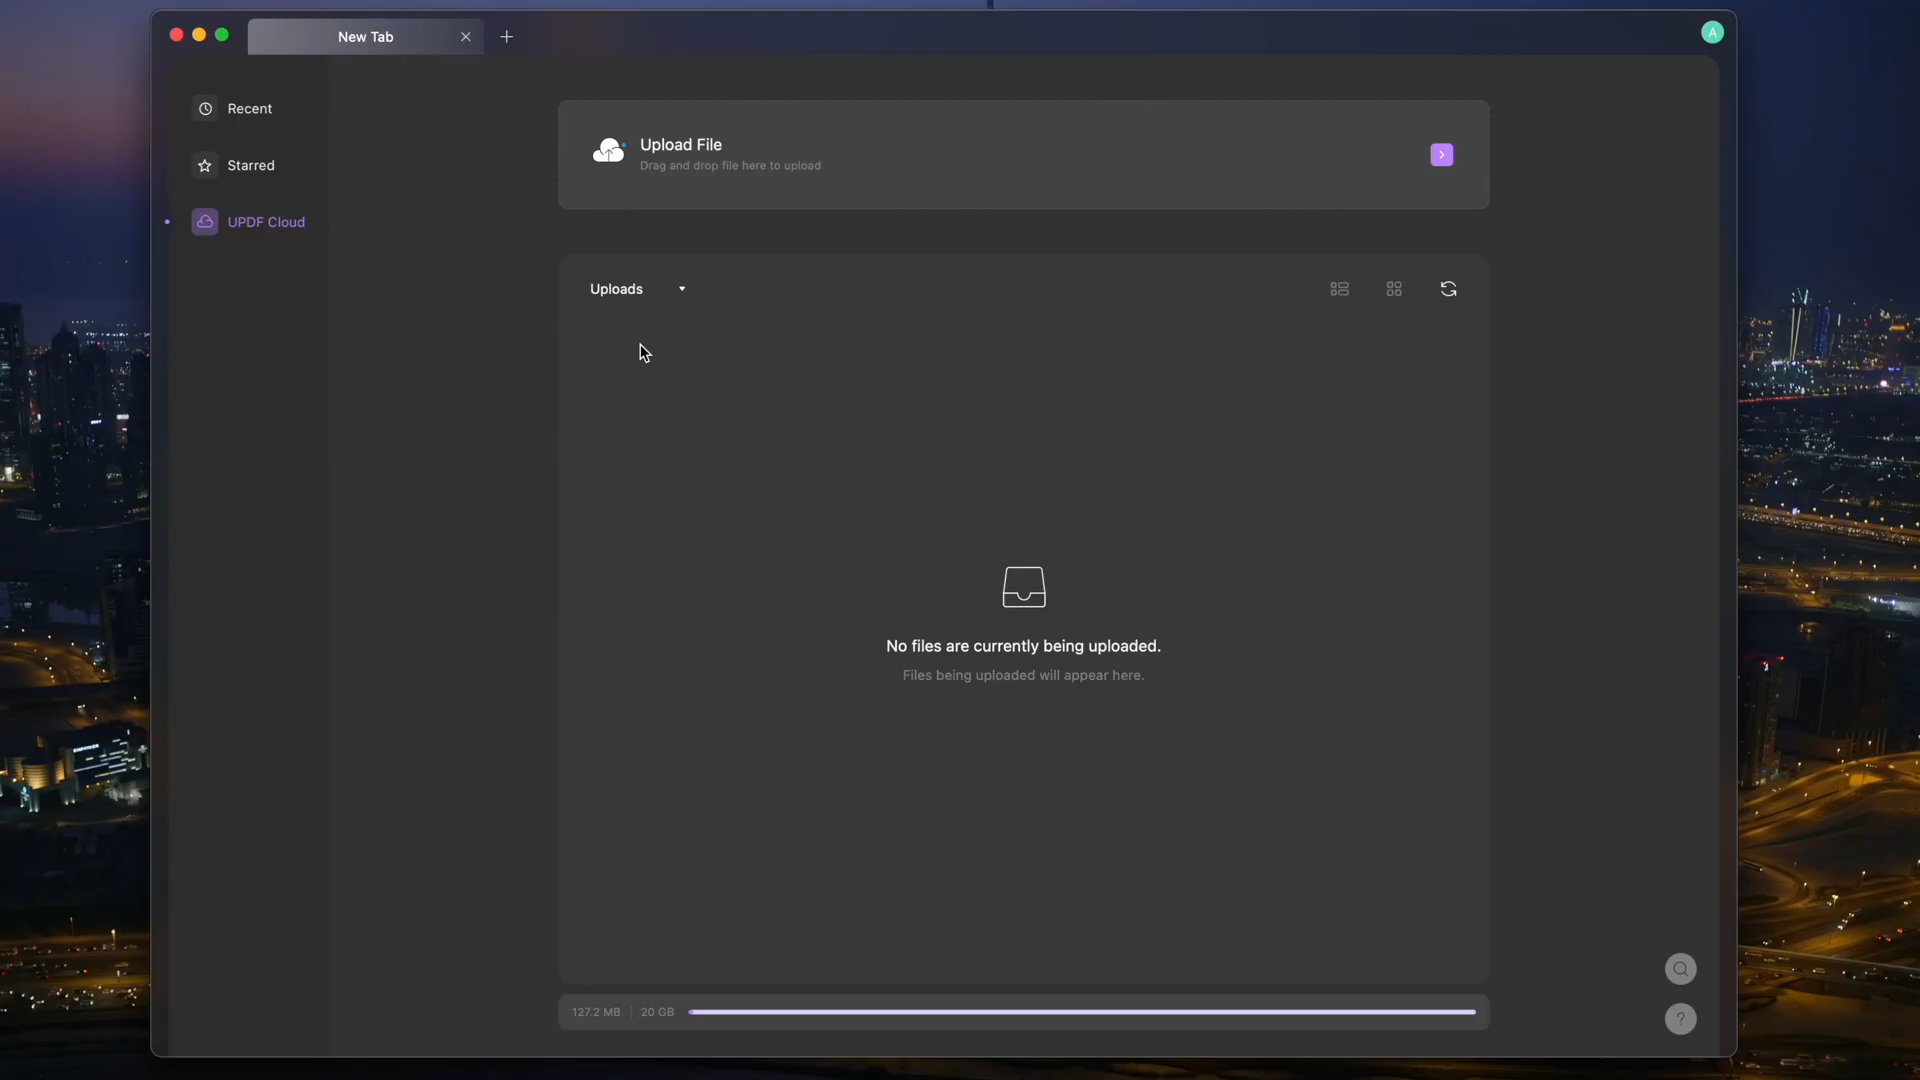 New Tab
A
Recent
Starred
UPDF Cloud
Upload File
Drag and drop file here to upload
Uploads
No files are currently being uploaded.
Files being uploaded will appear here.
127.2 MB | 20 GB
?
EMPOWER